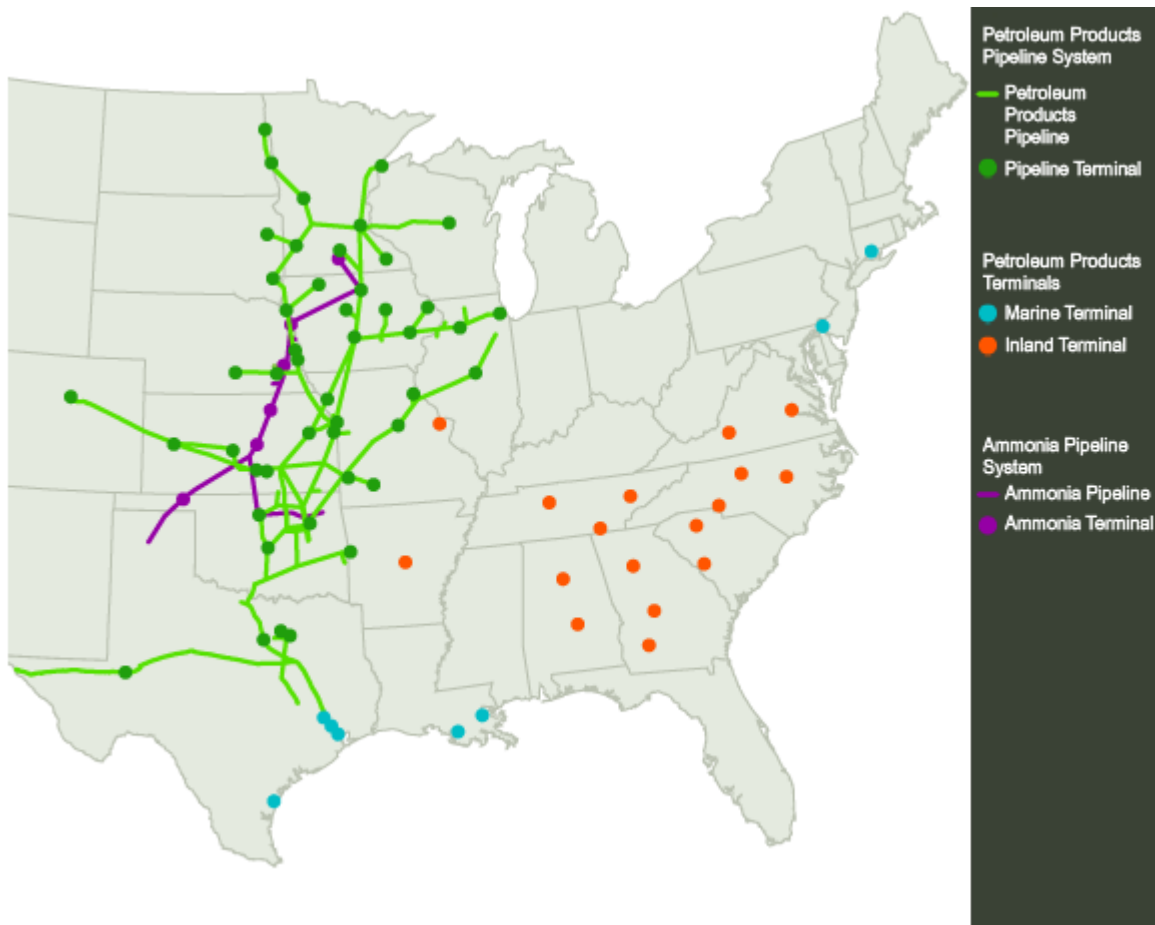 Petroleum Products
Pipeline System
Petroleum
Products
Pipeline
Pipeline Terminal
Petroleum Products
Terminals
Marine Terminal
Inland Terminal
Ammonia Pipeline
System
Ammonia Pipeline
Ammonia Terminal